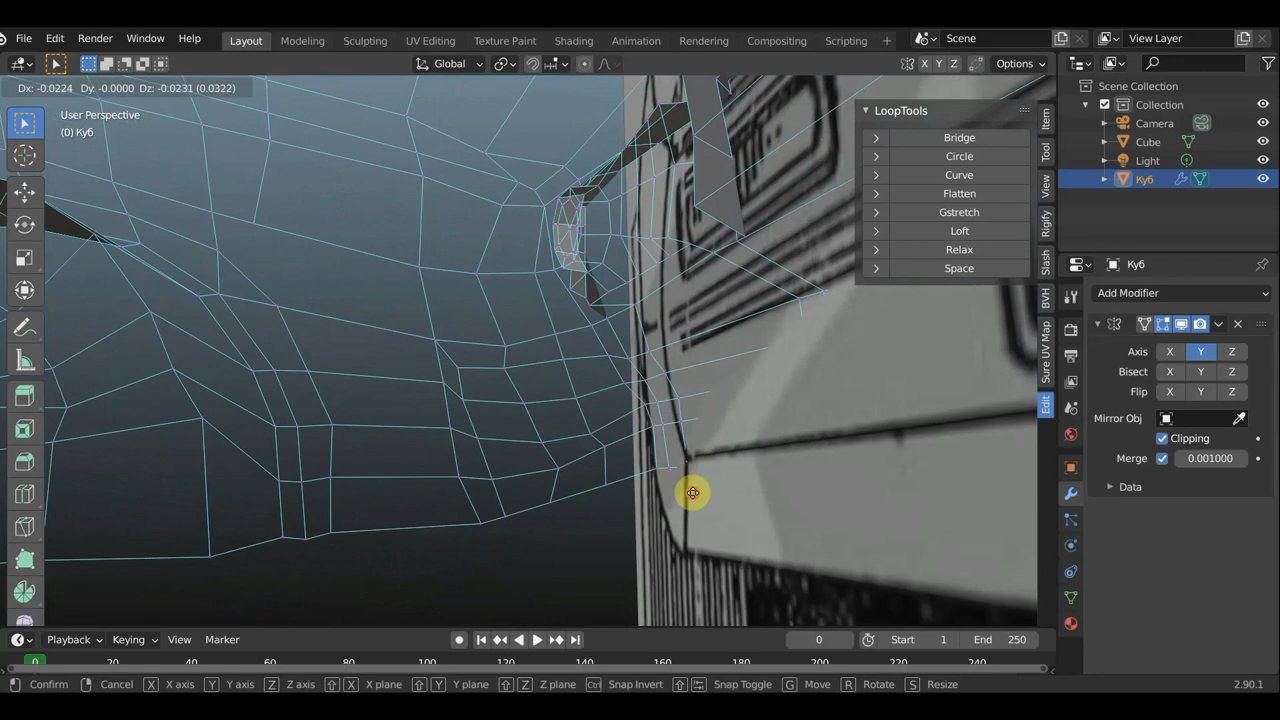 File Edit Render Window Help Layout Modeling Sculpting UV Editing Texture Paint Shading Animation Rendering Compositing Scripting + Scene View Layer
Global X Y Z Options
Dx: -0.0224 Dy: -0.0000 Dz: -0.0231 (0.0322)
User Perspective
(0) Куб
LoopTools
Bridge
Circle
Curve
Flatten
Gstretch
Loft
Relax
Space
Item
Tool
View
Rigify
Slash
BVH
Sure UV Map
Edit
Scene Collection
Collection
Camera
Cube
Light
Куб
Куб
Add Modifier
Axis X Y Z
Bisect X Y Z
Flip X Y Z
Mirror Obj
Clipping
Merge 0.001000
Data
Playback Keying View Marker 0 Start 1 End 250
0 20 40 60 80 100 120 140 160 180 200 220 240
Confirm Cancel X X axis Y Y axis Z Z axis X X plane Y Y plane Z Z plane Ctrl Snap Invert Snap Toggle G Move R Rotate S Resize 2.90.1